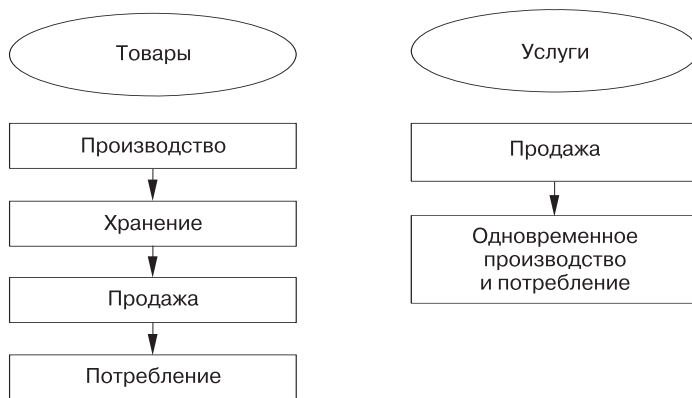 Товары
Производство
Хранение
Продажа
Потребление
Услуги
Продажа
Одновременное
производство
и потребление